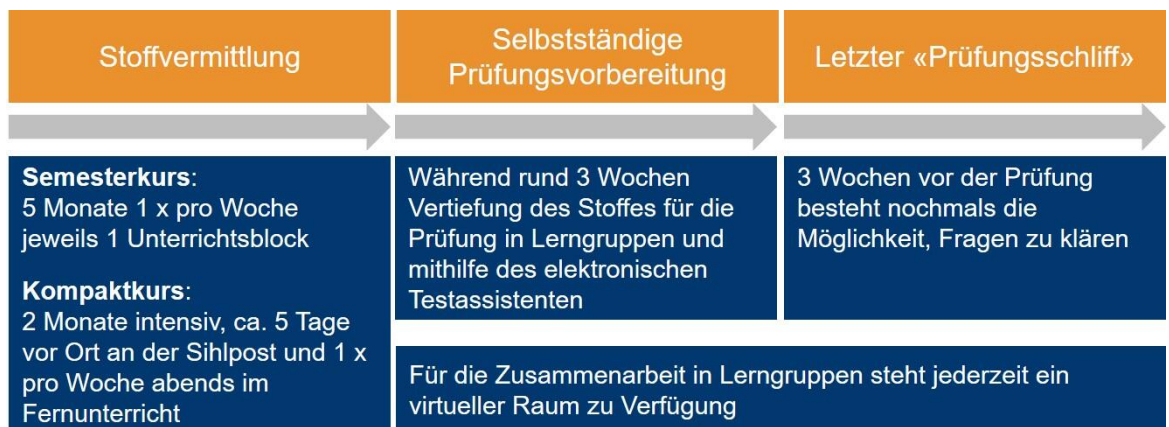 Stoffvermittlung
Selbstständige
Prüfungsvorbereitung
Letzter «Prüfungsschliff»
Semesterkurs:
5 Monate 1 x pro Woche
jeweils 1 Unterrichtsblock
Kompaktkurs:
2 Monate intensiv, ca. 5 Tage
vor Ort an der Sihlpost und 1 x
pro Woche abends im
Fernunterricht
Während rund 3 Wochen
Vertiefung des Stoffes für die
Prüfung in Lerngruppen und
mithilfe des elektronischen
Testassistenten
3 Wochen vor der Prüfung
besteht nochmals die
Möglichkeit, Fragen zu klären
Für die Zusammenarbeit in Lerngruppen steht jederzeit ein
virtueller Raum zu Verfügung